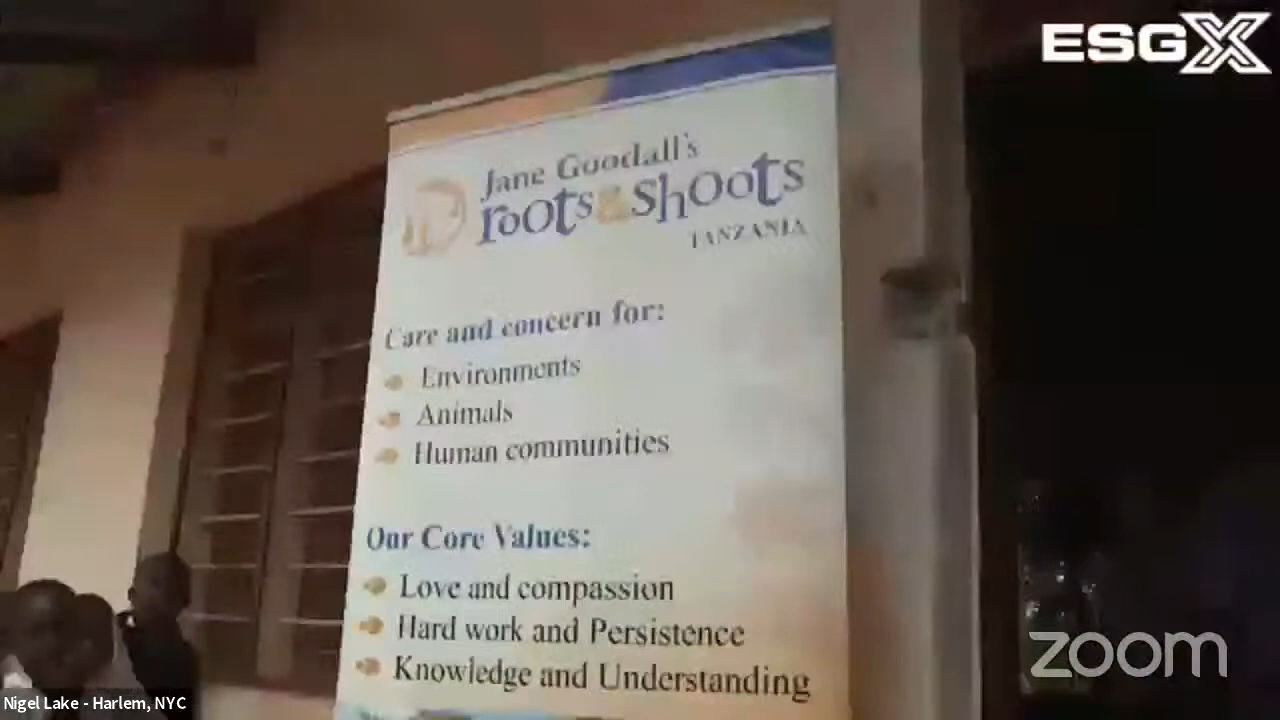 ESGX
Jane Goodall's
roots & shoots
TANZANIA
Care and concern for:
Environments
Animals
Human communities
Our Core Values:
Love and compassion
Hard work and Persistence
Knowledge and Understanding
zoom
Nigel Lake - Harlem, NYC